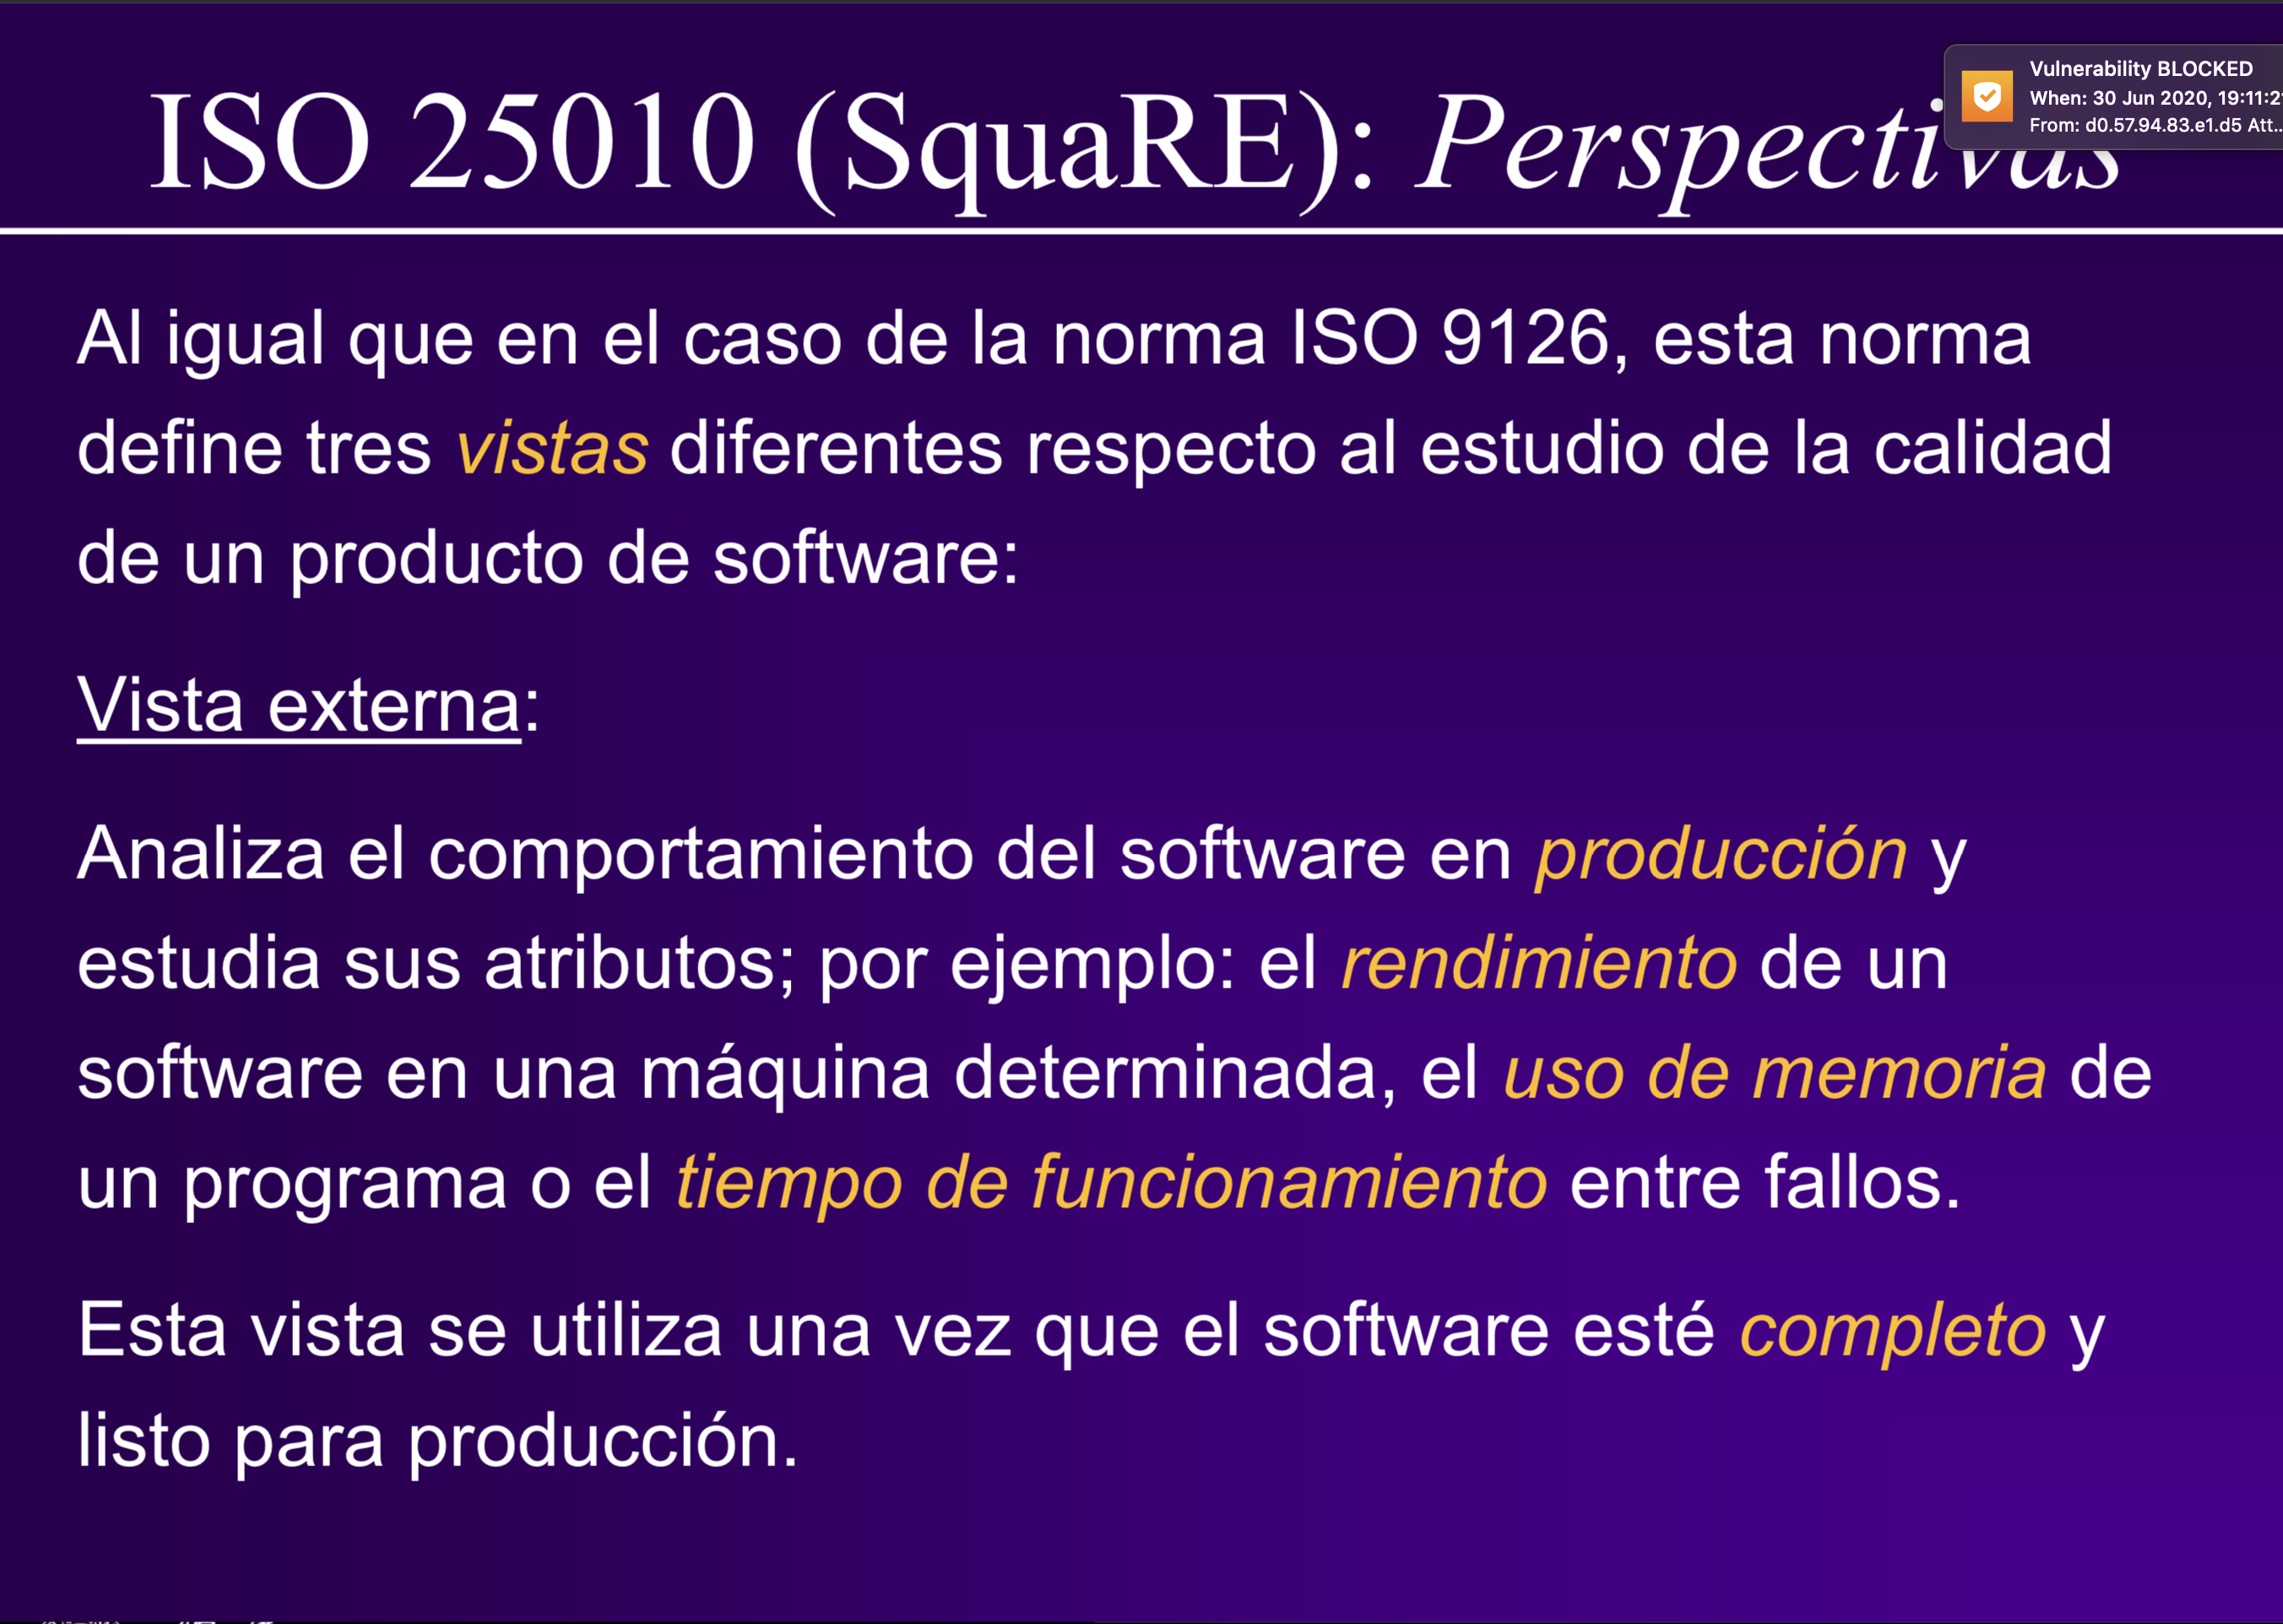 ISO 25010 (SquaRE): Perspectivas
Vulnerability BLOCKED
When: 30 Jun 2020, 19:11:2
From: d0.57.94.83.e1.d5 Att...
Al igual que en el caso de la norma ISO 9126, esta norma
define tres vistas diferentes respecto al estudio de la calidad
de un producto de software:
Vista externa:
Analiza el comportamiento del software en producción y
estudia sus atributos; por ejemplo: el rendimiento de un
software en una máquina determinada, el uso de memoria de
un programa o el tiempo de funcionamiento entre fallos.
Esta vista se utiliza una vez que el software esté completo y
listo para producción.